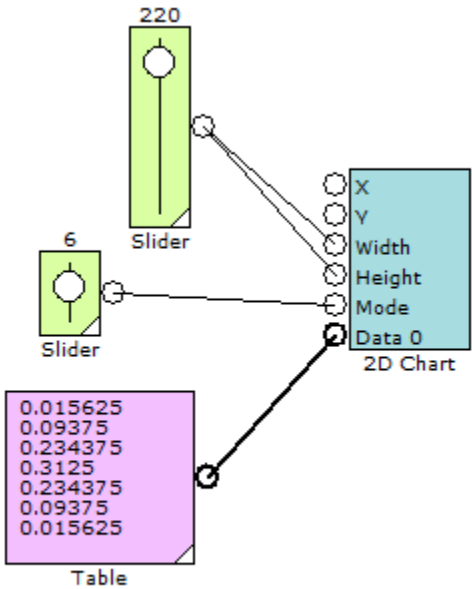 220
Slider
6
Slider
X
Y
Width
Height
Mode
Data 0
2D Chart
0.015625
0.09375
0.234375
0.3125
0.234375
0.09375
0.015625
Table